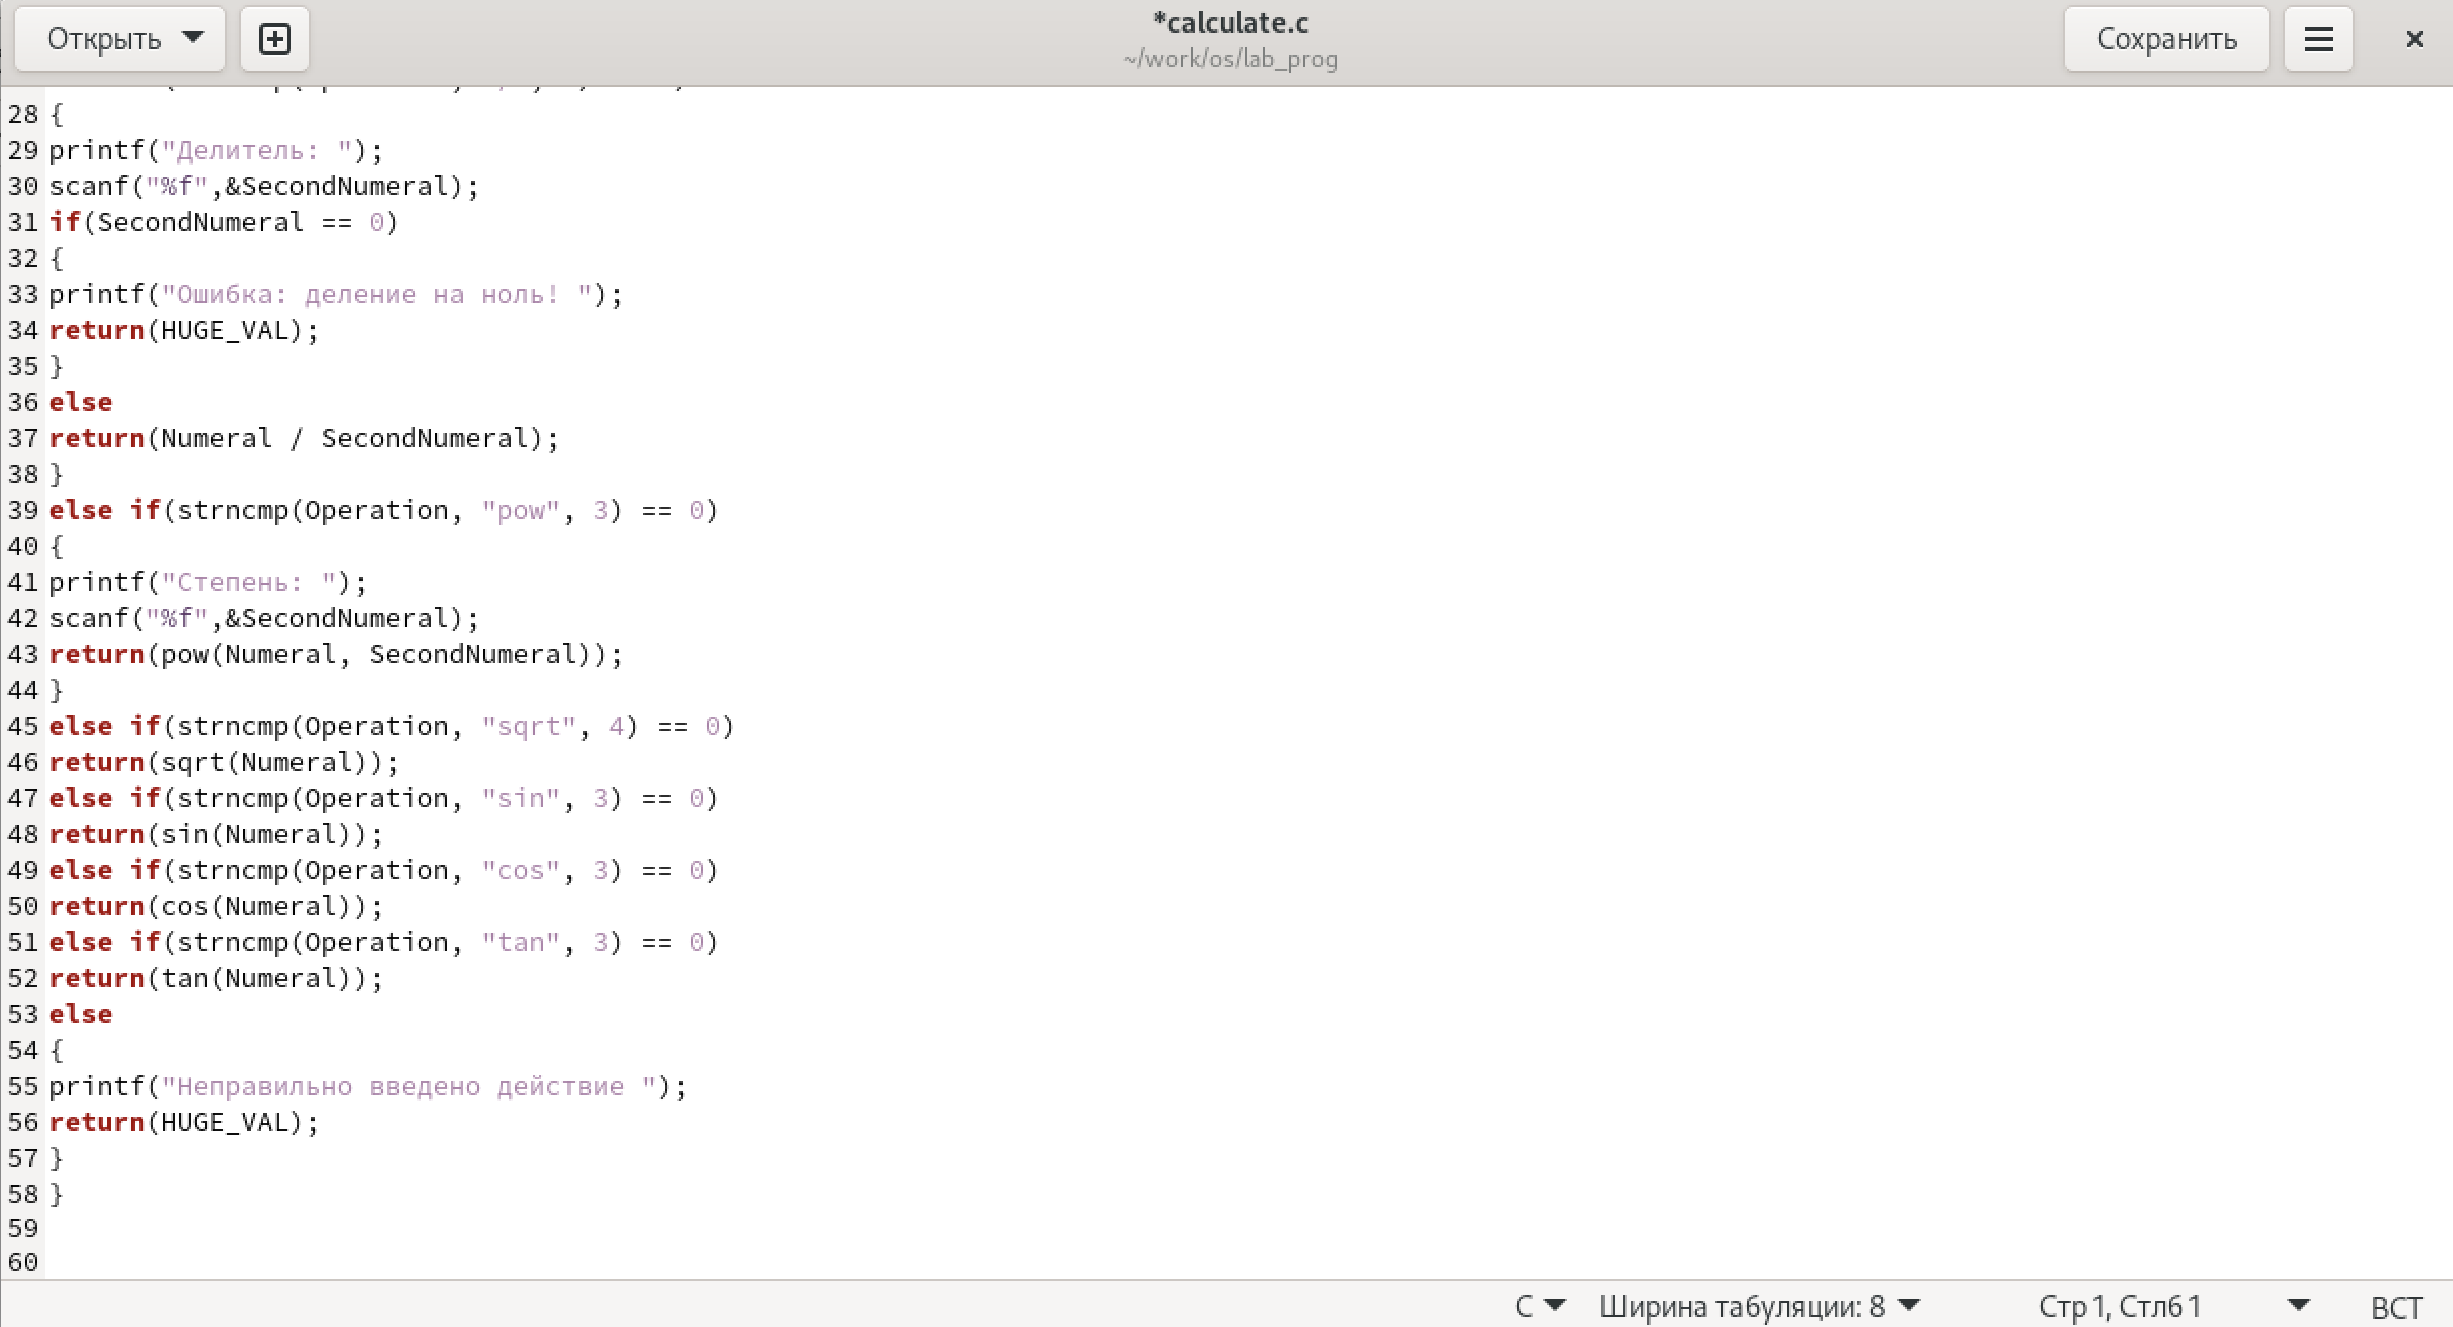 Открыть
*calculate.c
~/work/os/lab_prog
Сохранить
28 {
29 printf("Делитель: ");
30 scanf("%f",&SecondNumeral);
31 if(SecondNumeral == 0)
32 {
33 printf("Ошибка: деление на ноль! ");
34 return(HUGE_VAL);
35 }
36 else
37 return(Numeral / SecondNumeral);
38 }
39 else if(strncmp(Operation, "pow", 3) == 0)
40 {
41 printf("Степень: ");
42 scanf("%f",&SecondNumeral);
43 return(pow(Numeral, SecondNumeral));
44 }
45 else if(strncmp(Operation, "sqrt", 4) == 0)
46 return(sqrt(Numeral));
47 else if(strncmp(Operation, "sin", 3) == 0)
48 return(sin(Numeral));
49 else if(strncmp(Operation, "cos", 3) == 0)
50 return(cos(Numeral));
51 else if(strncmp(Operation, "tan", 3) == 0)
52 return(tan(Numeral));
53 else
54 {
55 printf("Неправильно введено действие ");
56 return(HUGE_VAL);
57 }
58 }
59
60
C Ширина табуляции: 8 Стр 1, Стлб 1 ВСТ